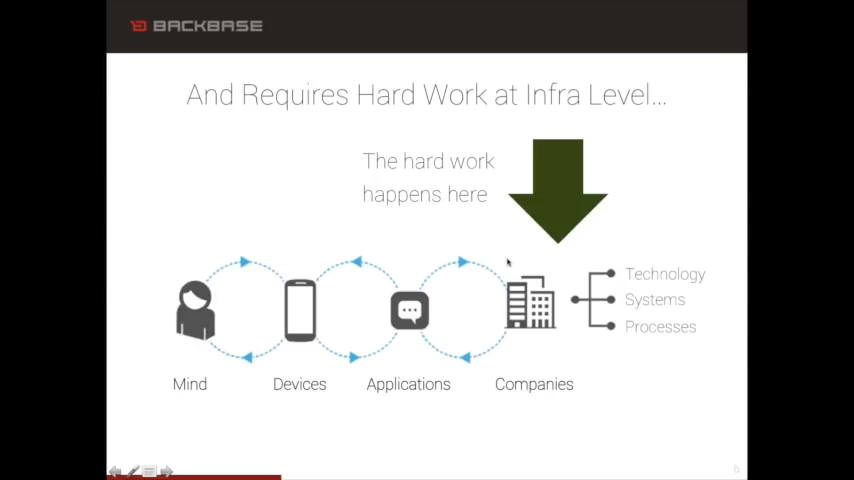 BACKBASE
And Requires Hard Work at Infra Level...
The hard work
happens here
Technology
Systems
Processes
Mind
Devices
Applications
Companies